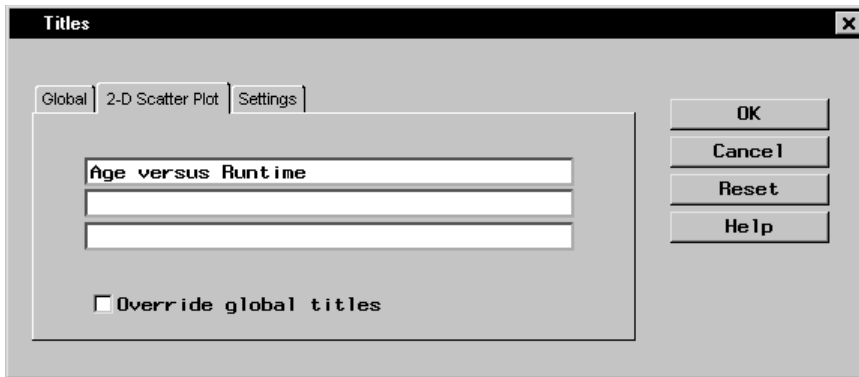 Titles
Global 2-D Scatter Plot Settings
Age versus Runtime
Override global titles
OK
Cancel
Reset
Help